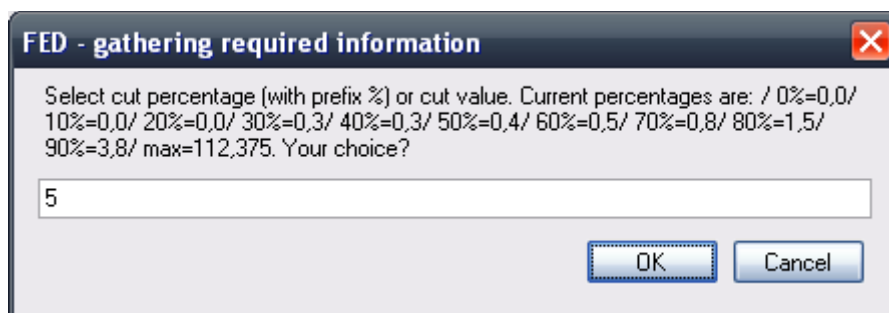 FED - gathering required information
Select cut percentage (with prefix %) or cut value. Current percentages are: / 0%=0,0/
10%=0,0/ 20%=0,0/ 30%=0,3/ 40%=0,3/ 50%=0,4/ 60%=0,5/ 70%=0,8/ 80%=1,5/
90%=3,8/ max=112,375. Your choice?
5
OK Cancel